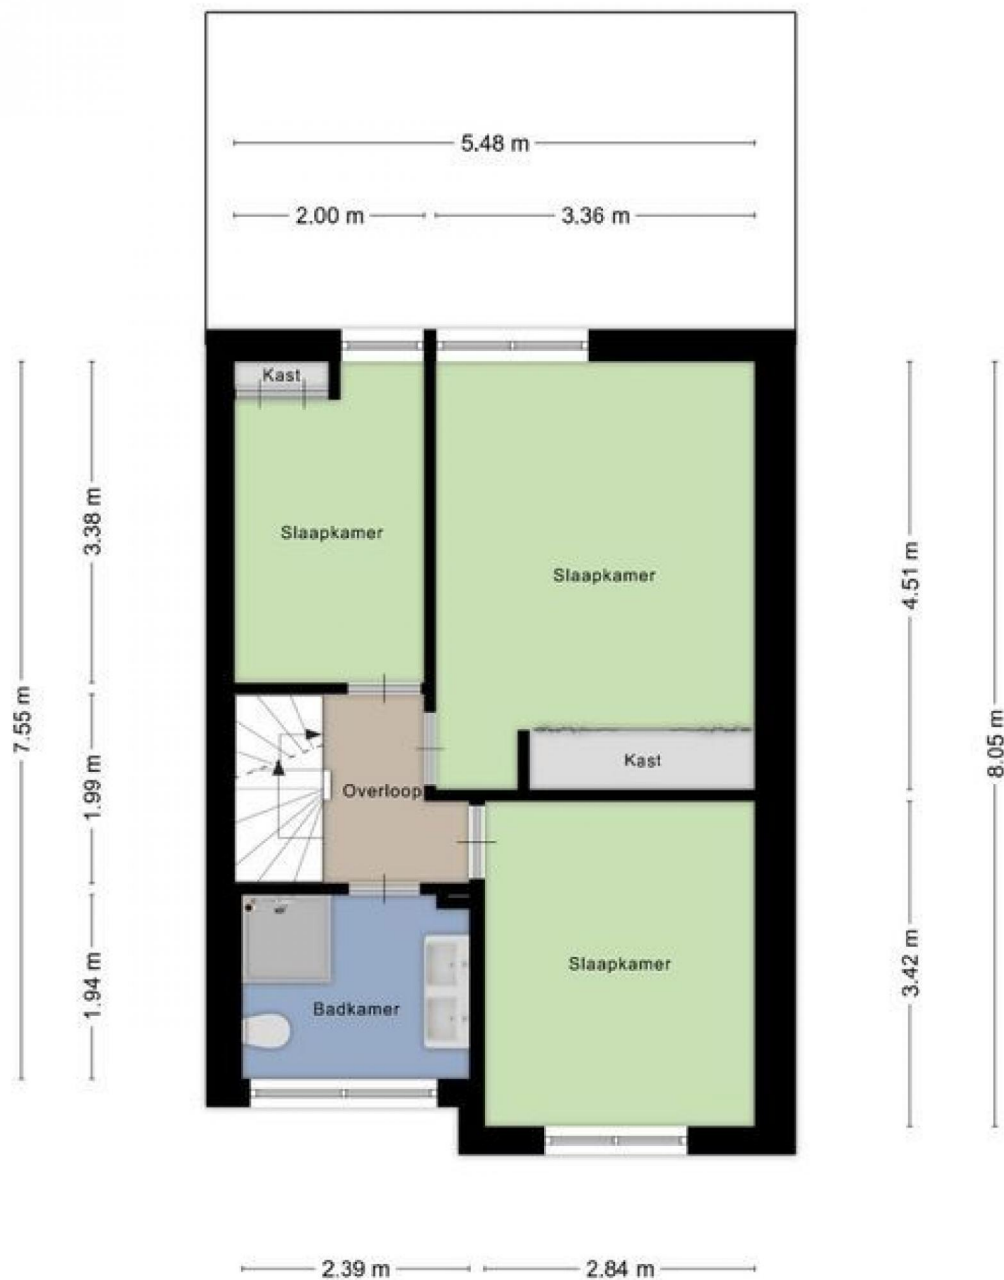 5.48 m
2.00 m
3.36 m
Kast
3.38 m
Slaapkamer
4.51 m
Slaapkamer
7.55 m
8.05 m
Kast
1.99 m
Overloop
3.42 m
Slaapkamer
1.94 m
Badkamer
2.39 m
2.84 m